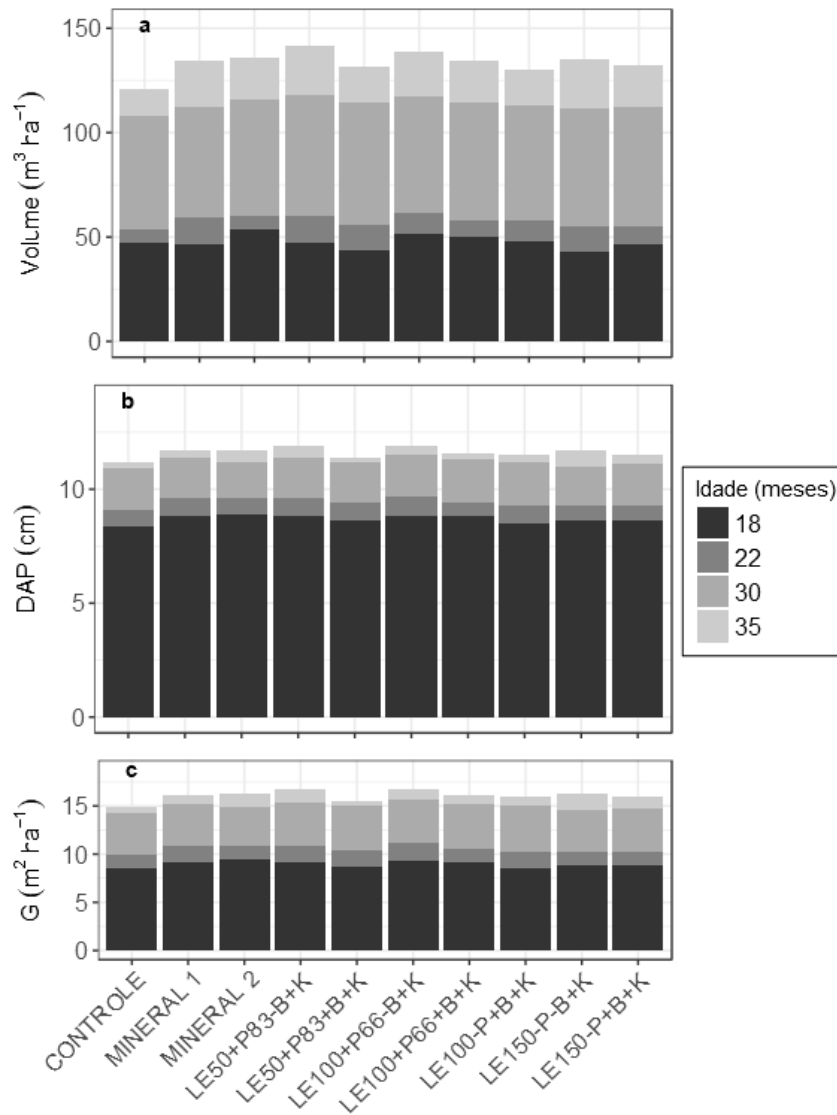 a
Volume (m³ ha⁻¹)
150
100
50
0
b
DAP (cm)
10
5
0
c
G (m² ha⁻¹)
15
10
5
0
CONTROLE
MINERAL 1
MINERAL 2
LE50+P83-B+K
LE50+P83+B+K
LE100+P66-B+K
LE100+P66+B+K
LE100-P+B+K
LE150-P-B+K
LE150-P+B+K
Idade (meses)
18
22
30
35